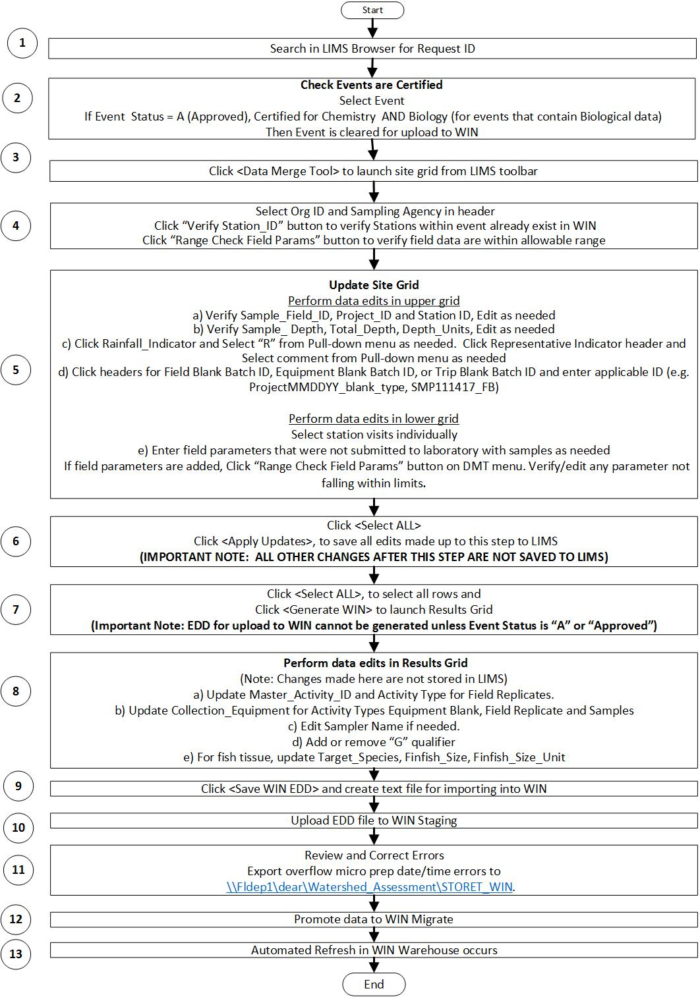 Start
1
Search in LIMS Browser for Request ID
2
Check Events are Certified
Select Event
If Event Status = A (Approved), Certified for Chemistry AND Biology (for events that contain Biological data)
Then Event is cleared for upload to WIN
3
Click <Data Merge Tool> to launch site grid from LIMS toolbar
4
Select Org ID and Sampling Agency in header
Click “Verify Station_ID” button to verify Stations within event already exist in WIN
Click “Range Check Field Params” button to verify field data are within allowable range
5
Update Site Grid
Perform data edits in upper grid
a) Verify Sample_Field_ID, Project_ID and Station ID, Edit as needed
b) Verify Sample_ Depth, Total_Depth, Depth_Units, Edit as needed
c) Click Rainfall_Indicator and Select “R” from Pull-down menu as needed. Click Representative Indicator header and
Select comment from Pull-down menu as needed
d) Click headers for Field Blank Batch ID, Equipment Blank Batch ID, or Trip Blank Batch ID and enter applicable ID (e.g.
ProjectMMDDYY_blank_type, SMP111417_FB)
Perform data edits in lower grid
Select station visits individually
e) Enter field parameters that were not submitted to laboratory with samples as needed
If field parameters are added, Click “Range Check Field Params” button on DMT menu. Verify/edit any parameter not
falling within limits.
6
Click <Select ALL>
Click <Apply Updates>, to save all edits made up to this step to LIMS
(IMPORTANT NOTE: ALL OTHER CHANGES AFTER THIS STEP ARE NOT SAVED TO LIMS)
7
Click <Select ALL>, to select all rows and
Click <Generate WIN> to launch Results Grid
(Important Note: EDD for upload to WIN cannot be generated unless Event Status is “A” or “Approved”)
8
Perform data edits in Results Grid
(Note: Changes made here are not stored in LIMS)
a) Update Master_Activity_ID and Activity Type for Field Replicates.
b) Update Collection_Equipment for Activity Types Equipment Blank, Field Replicate and Samples
c) Edit Sampler Name if needed.
d) Add or remove “G” qualifier
e) For fish tissue, update Target_Species, Finfish_Size, Finfish_Size_Unit
9
Click <Save WIN EDD> and create text file for importing into WIN
10
Upload EDD file to WIN Staging
11
Review and Correct Errors
Export overflow micro prep date/time errors to
\\Fldep1\dear\Watershed_Assessment\STORET_WIN.
12
Promote data to WIN Migrate
13
Automated Refresh in WIN Warehouse occurs
End